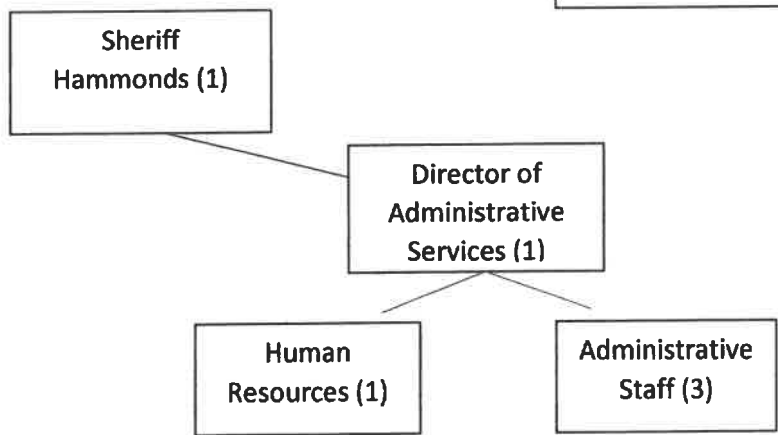 Sheriff
Hammonds (1)
Director of
Administrative
Services (1)
Human
Resources (1)
Administrative
Staff (3)